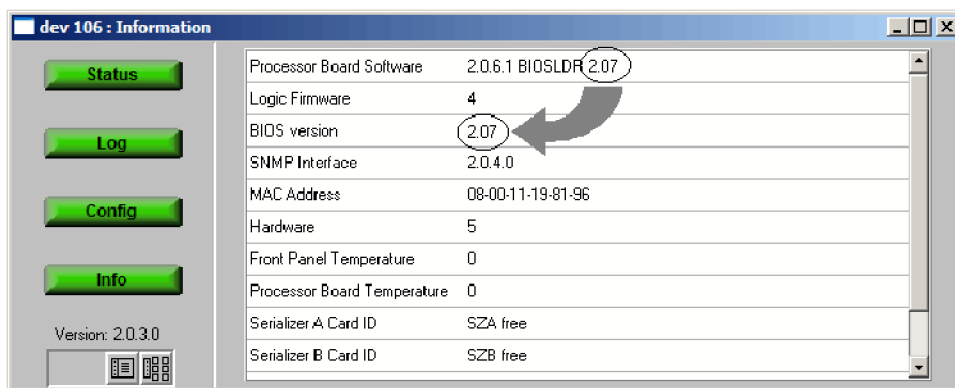 dev 106 : Information
Status
Log
Config
Info
Version: 2.0.3.0
Processor Board Software 2.0.6.1 BIOSLDR 2.07
Logic Firmware 4
BIOS version 2.07
SNMP Interface 2.0.4.0
MAC Address 08-00-11-19-81-96
Hardware 5
Front Panel Temperature 0
Processor Board Temperature 0
Serializer A Card ID SZA free
Serializer B Card ID SZB free